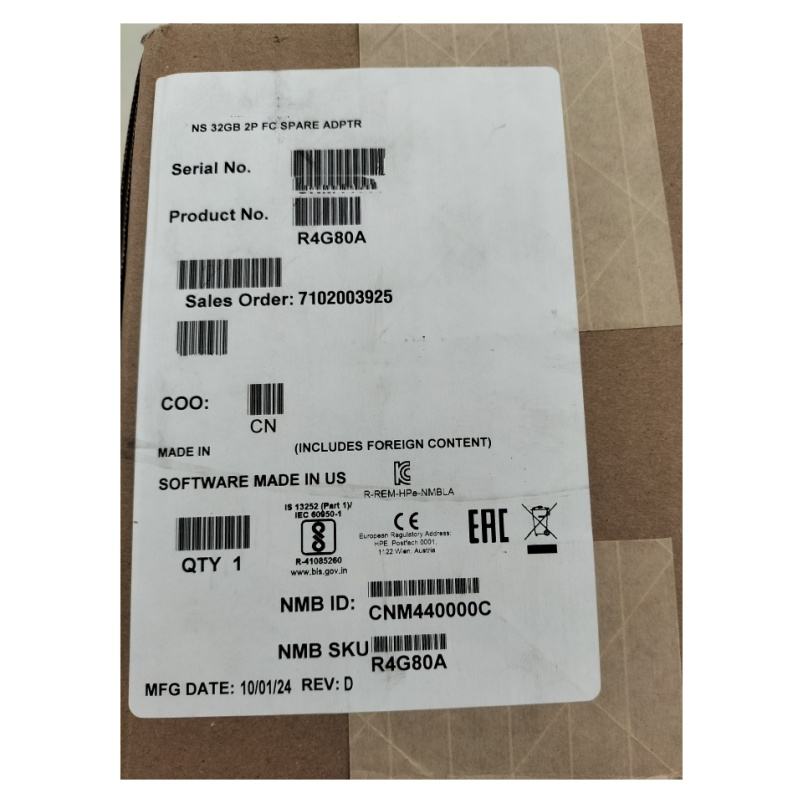 NS 32GB 2P FC SPARE ADPTR
Serial No.
Product No.
R4G80A
Sales Order: 7102003925
COO:
CN
MADE IN (INCLUDES FOREIGN CONTENT)
SOFTWARE MADE IN US
R-REM-HPe-NMBLA
IS 13252 (Part 1)/
IEC 60950-1
R-41085260
www.bis.gov.in
CE
European Regulatory Address:
HPE, Postfach 0001,
1122 Wien, Austria
EAC
QTY 1
NMB ID:
CNM440000C
NMB SKU
R4G80A
MFG DATE: 10/01/24 REV: D